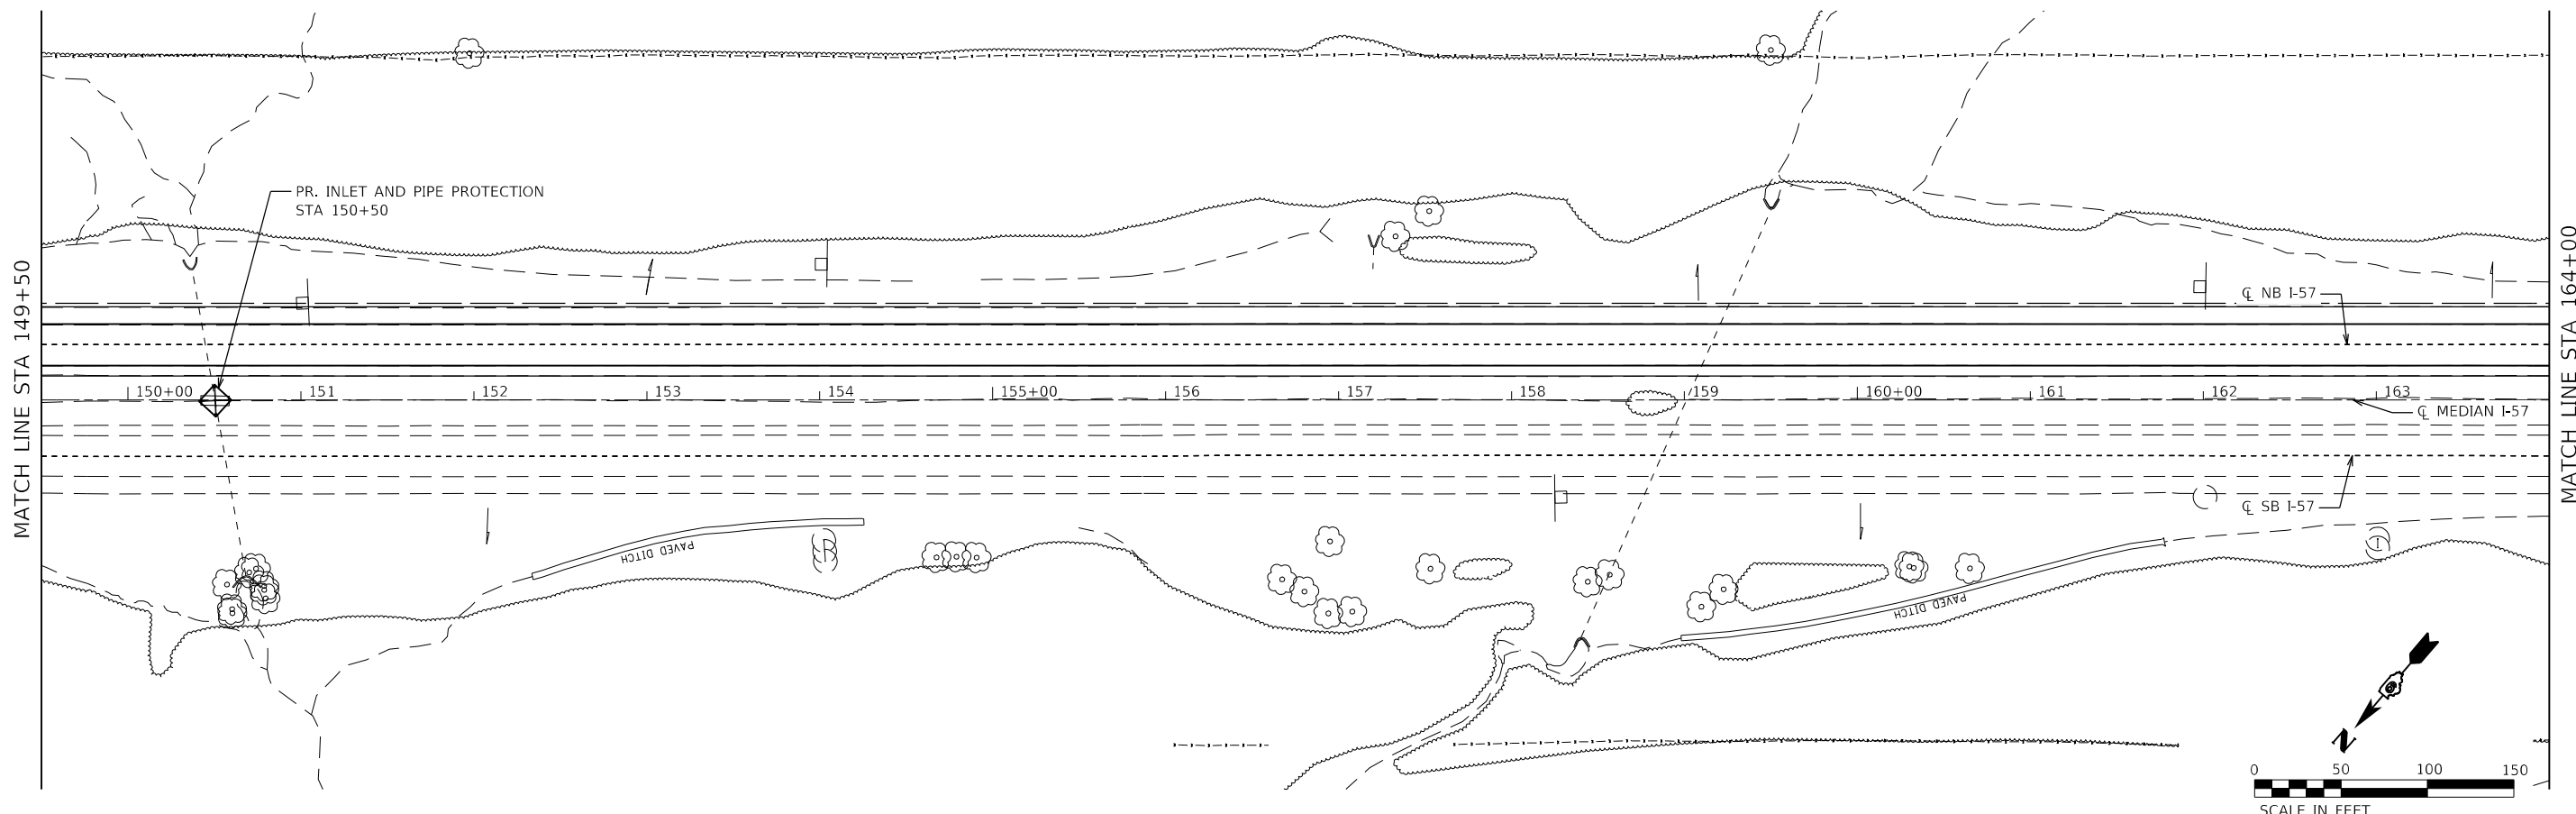 MATCH LINE STA 149+50
PR. INLET AND PIPE PROTECTION
STA 150+50
℄ NB I-57
150+00 151 152 153 154 155+00 156 157 158 159 160+00 161 162 163
℄ MEDIAN I-57
℄ SB I-57
PAVED DITCH
PAVED DITCH
MATCH LINE STA 164+00
N
0 50 100 150
SCALE IN FEET